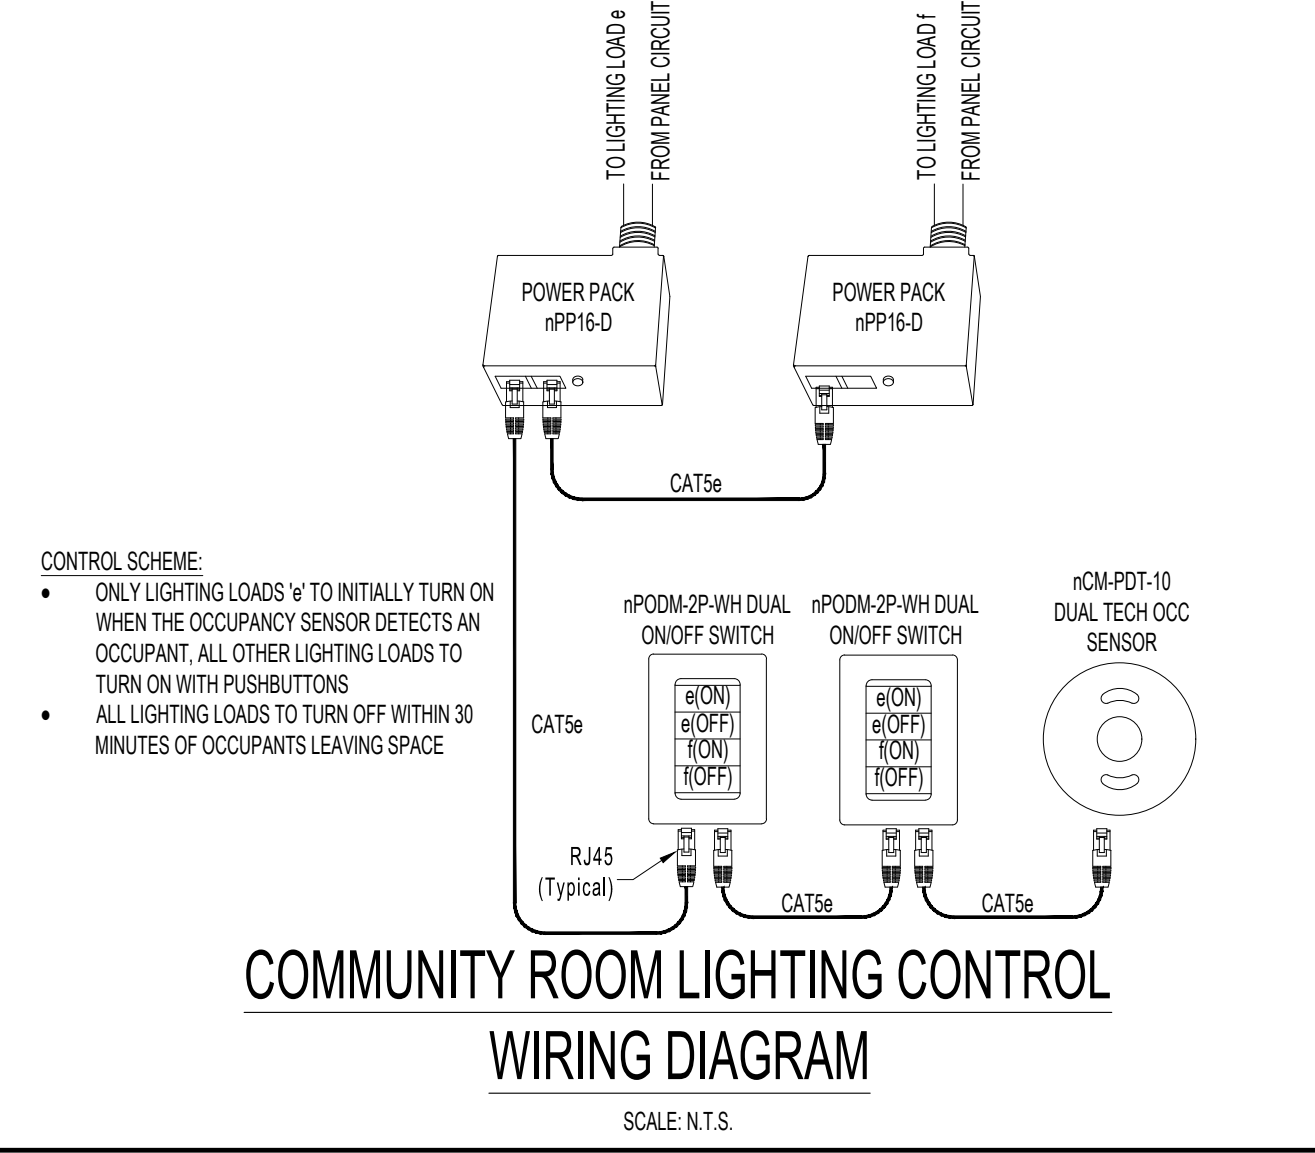 TO LIGHTING LOAD e
FROM PANEL CIRCUIT
TO LIGHTING LOAD f
FROM PANEL CIRCUIT
POWER PACK
nPP16-D
POWER PACK
nPP16-D
CAT5e
CONTROL SCHEME:
• ONLY LIGHTING LOADS 'e' TO INITIALLY TURN ON
WHEN THE OCCUPANCY SENSOR DETECTS AN
OCCUPANT, ALL OTHER LIGHTING LOADS TO
TURN ON WITH PUSHBUTTONS
• ALL LIGHTING LOADS TO TURN OFF WITHIN 30
MINUTES OF OCCUPANTS LEAVING SPACE
CAT5e
nPODM-2P-WH DUAL
ON/OFF SWITCH
e(ON)
e(OFF)
f(ON)
f(OFF)
nPODM-2P-WH DUAL
ON/OFF SWITCH
e(ON)
e(OFF)
f(ON)
f(OFF)
nCM-PDT-10
DUAL TECH OCC
SENSOR
RJ45
(Typical)
CAT5e
CAT5e
COMMUNITY ROOM LIGHTING CONTROL
WIRING DIAGRAM
SCALE: N.T.S.